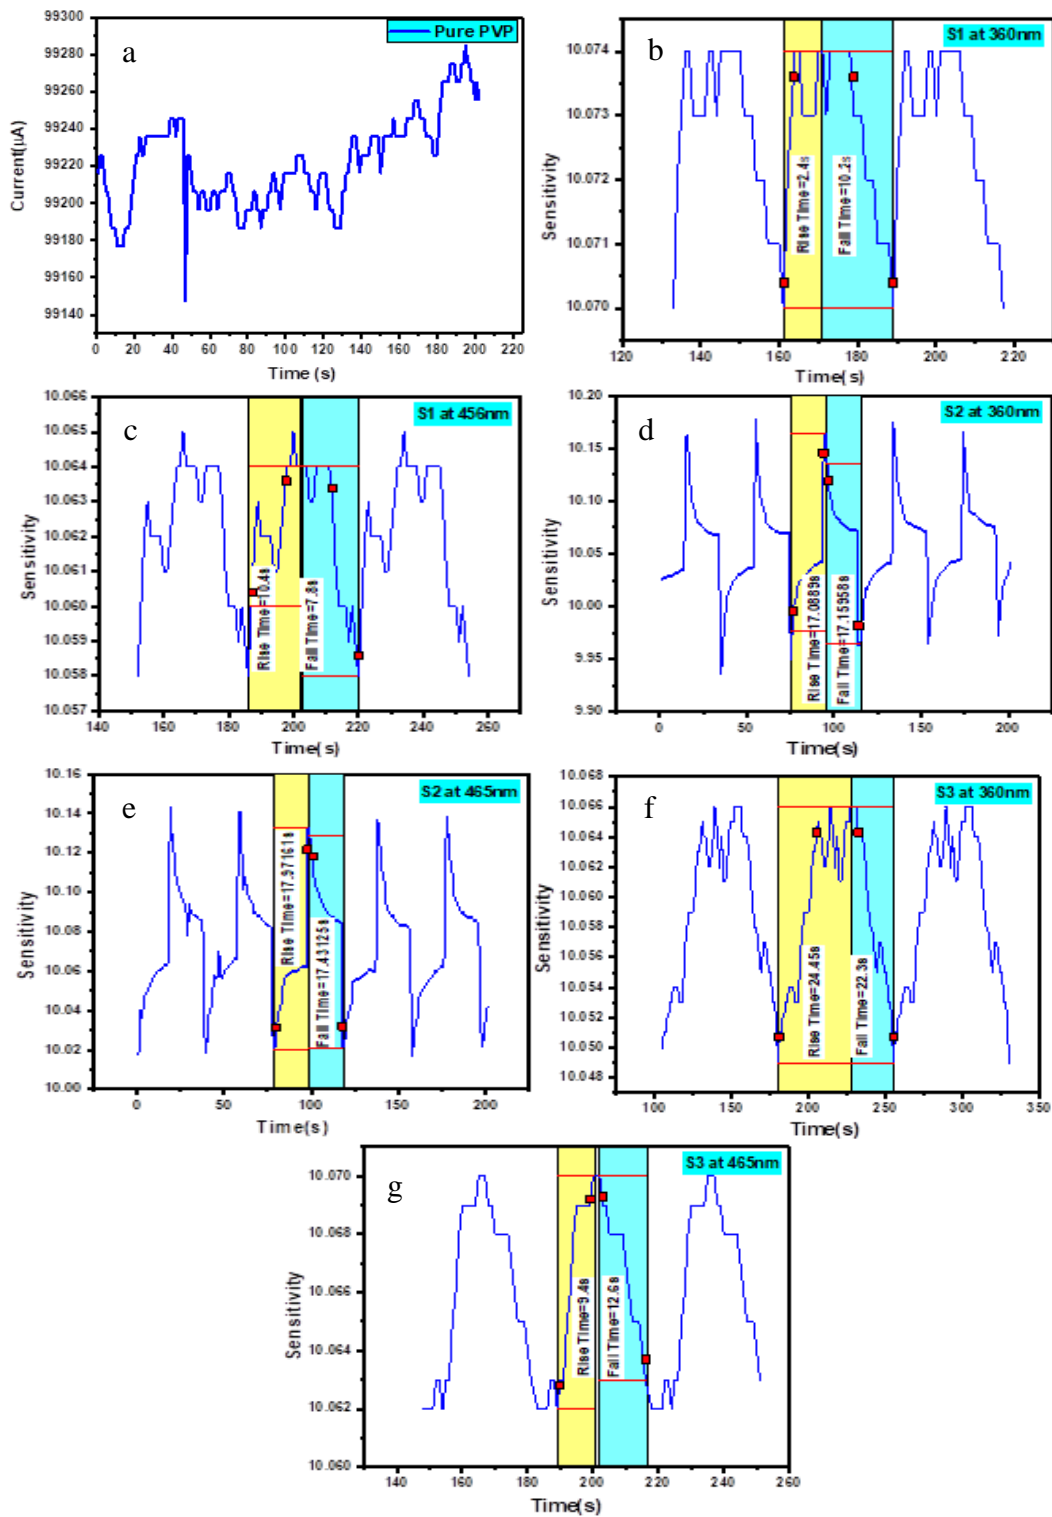 a
Pure PVP
Current(µA)
99300
99280
99260
99240
99220
99200
99180
99160
99140
0 20 40 60 80 100 120 140 160 180 200 220
Time (s)
b
S1 at 360nm
Sensitivity
10.074
10.073
10.072
10.071
10.070
Rise Time=2.4s
Fall Time=10.2s
120 140 160 180 200 220
Time(s)
c
S1 at 456nm
Sensitivity
10.066
10.065
10.064
10.063
10.062
10.061
10.060
10.059
10.058
10.057
Rise Time=10.4s
Fall Time=7.8s
140 160 180 200 220 240 260
Time(s)
d
S2 at 360nm
Sensitivity
10.20
10.15
10.10
10.05
10.00
9.95
9.90
Rise Time=17.0889s
Fall Time=17.15958s
0 50 100 150 200
Time(s)
e
S2 at 465nm
Sensitivity
10.16
10.14
10.12
10.10
10.08
10.06
10.04
10.02
10.00
Rise Time=17.97161s
Fall Time=17.43125s
0 50 100 150 200
Time(s)
f
S3 at 360nm
Sensitivity
10.068
10.066
10.064
10.062
10.060
10.058
10.056
10.054
10.052
10.050
10.048
Rise Time=24.45s
Fall Time=22.3s
100 150 200 250 300 350
Time(s)
g
S3 at 465nm
Sensitivity
10.070
10.068
10.066
10.064
10.062
10.060
Rise Time=9.4s
Fall Time=12.6s
140 160 180 200 220 240 260
Time(s)